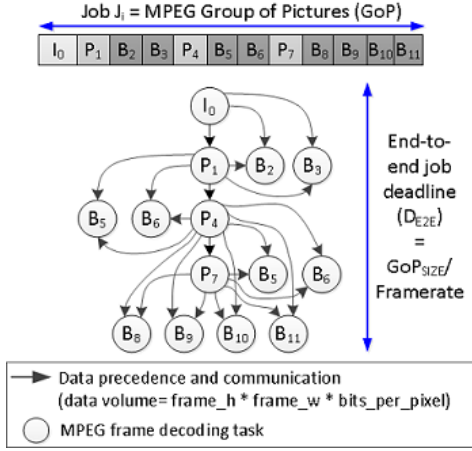 Job Jᵢ = MPEG Group of Pictures (GoP)
I₀ P₁ B₂ B₃ P₄ B₅ B₆ P₇ B₈ B₉ B₁₀ B₁₁
I₀
P₁ B₂ B₃
B₅ B₆ P₄
P₇ B₅ B₆
B₈ B₉ B₁₀ B₁₁
End-to-
end job
deadline
(D_E2E)
=
GoP_SIZE/
Framerate
Data precedence and communication
(data volume= frame_h * frame_w * bits_per_pixel)
MPEG frame decoding task